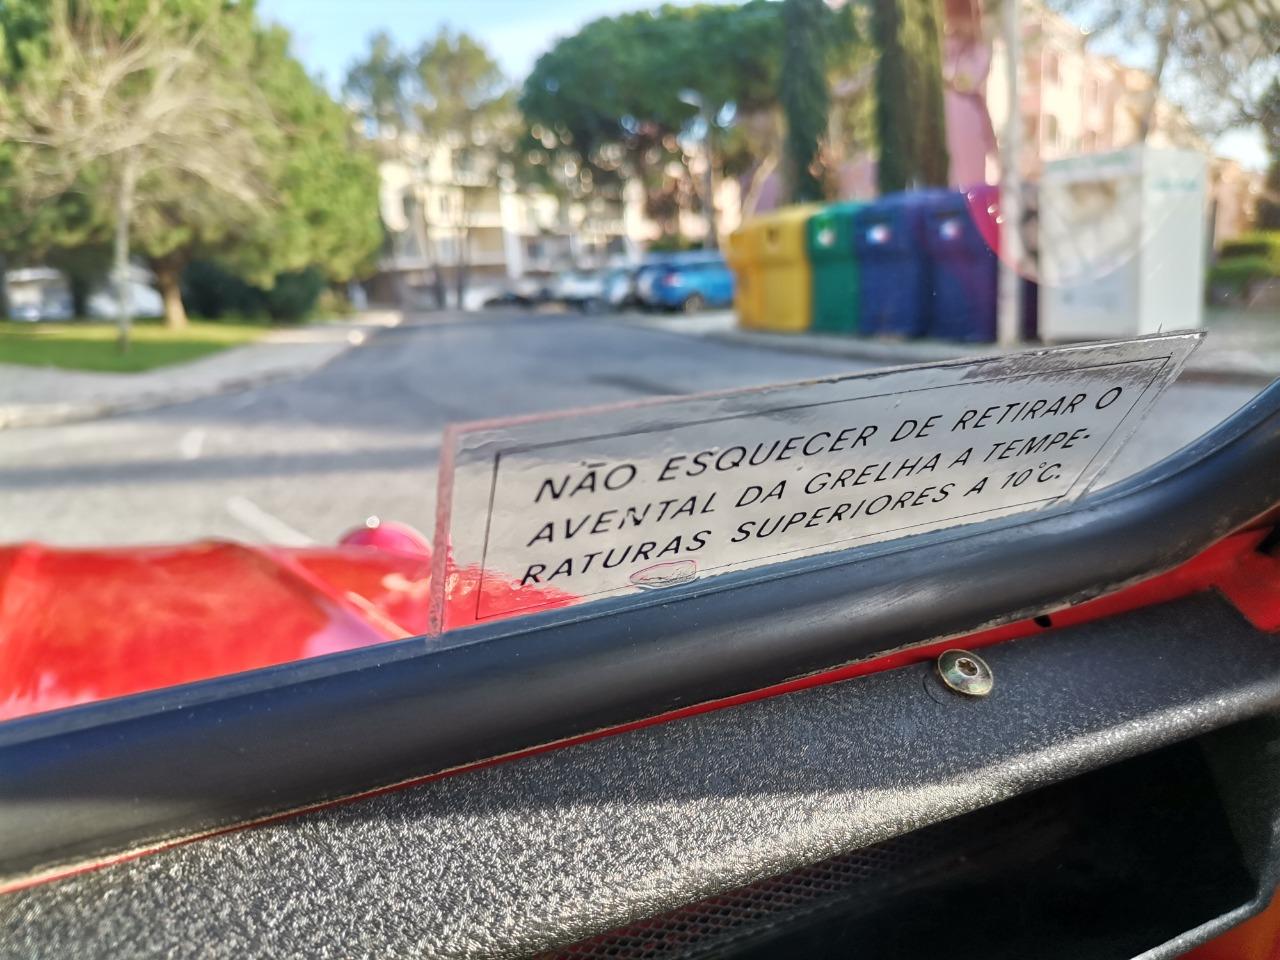 NÃO ESQUECER DE RETIRAR O
AVENTAL DA GRELHA A TEMPE-
RATURAS SUPERIORES A 10°C.